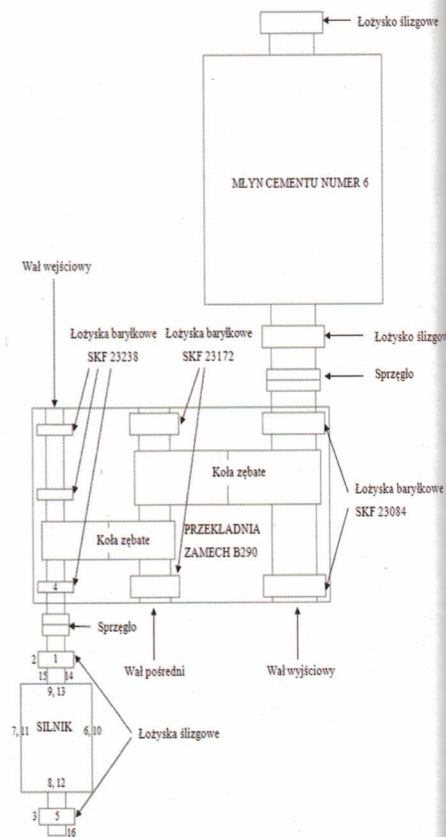 Łożysko ślizgowe
MŁYN CEMENTU NUMER 6
Wał wejściowy
Łożyska baryłkowe
SKF 23238
Łożyska baryłkowe
SKF 23172
Łożysko ślizgow
Sprzęgło
Koła zębate
Łożyska baryłkowe
SKF 23084
PRZEKŁADNIA
ZAMECH B290
Koła zębate
4
Sprzęgło
Wał pośredni
Wał wyjściowy
2 1
15 14
9, 13
SILNIK
7, 11 6, 10
Łożyska ślizgowe
8, 12
3 5
16